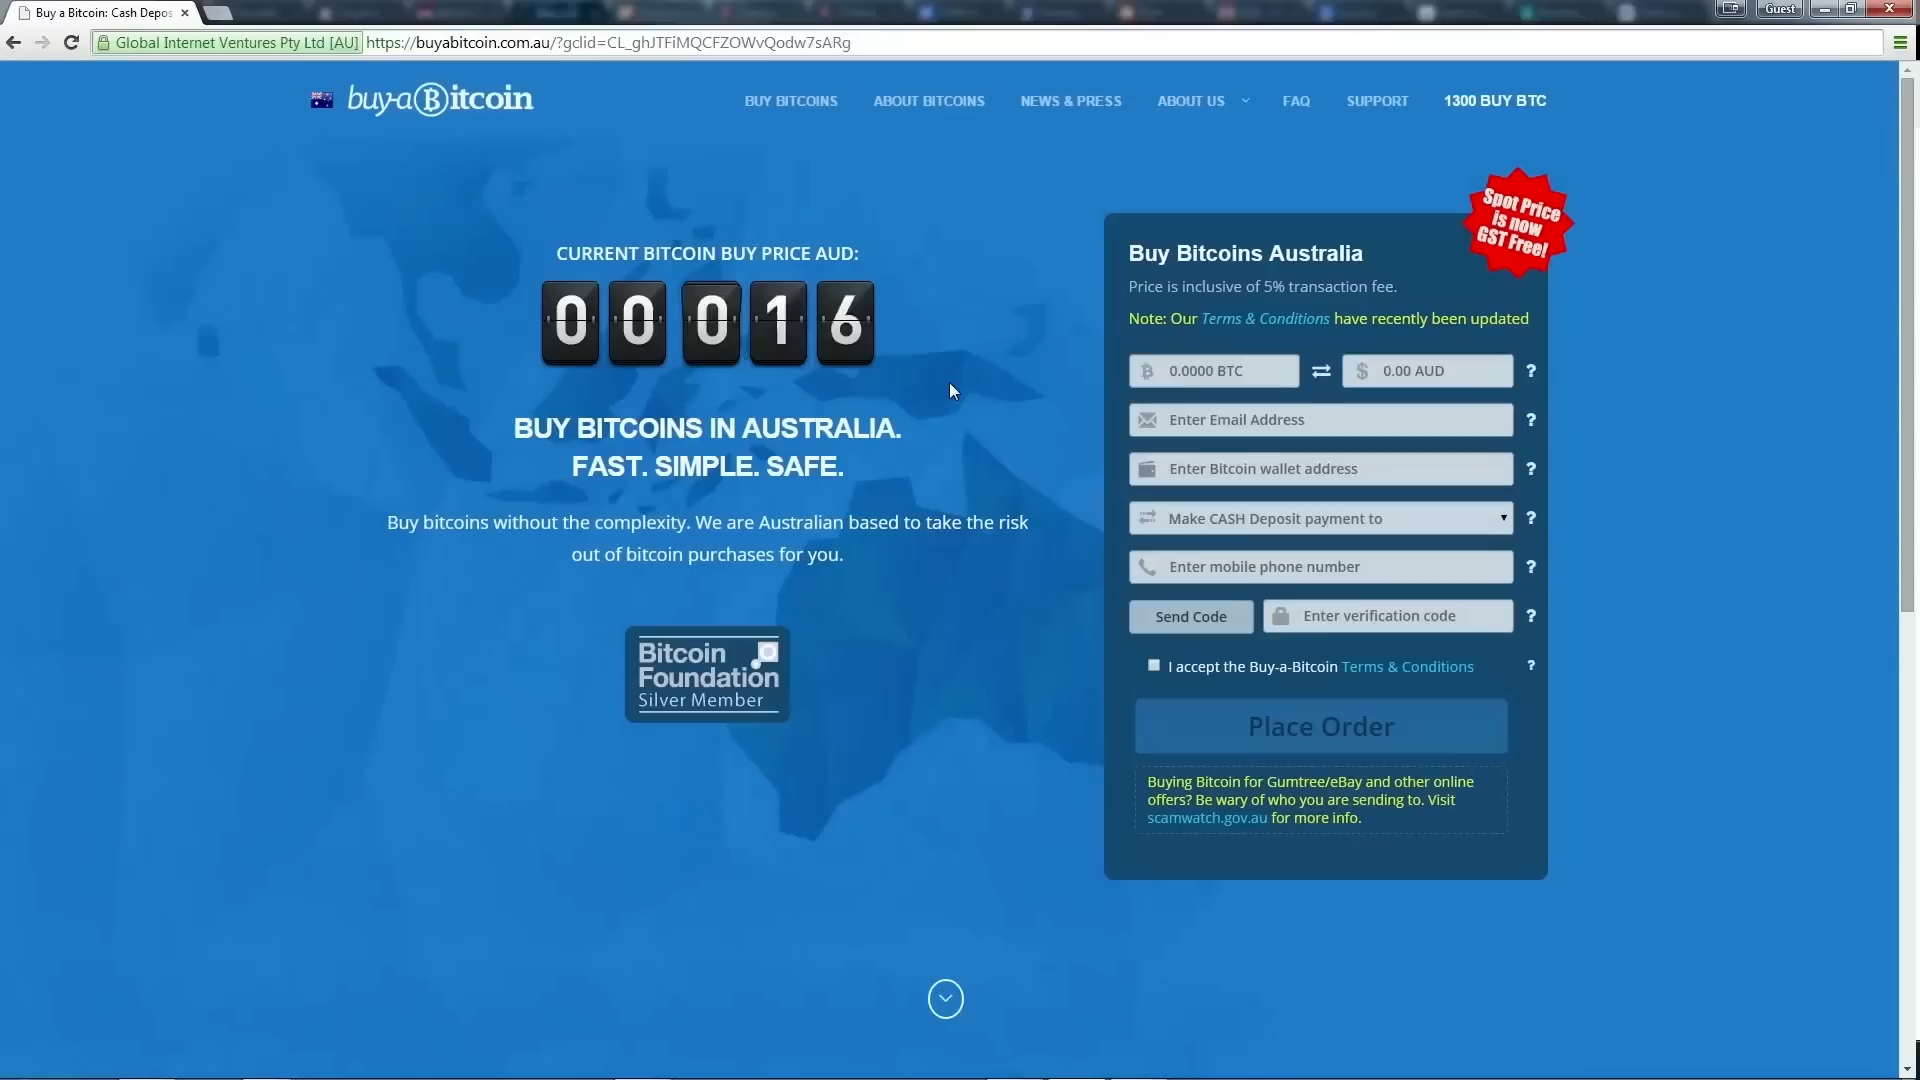 Buy a Bitcoin: Cash Depos
Guest
Global Internet Ventures Pty Ltd [AU]
https://buyabitcoin.com.au/?gclid=CL_ghJTFiMQCFZOWvQodw7sARg
buy-a Bitcoin
BUY BITCOINS
ABOUT BITCOINS
NEWS & PRESS
ABOUT US
FAQ
SUPPORT
1300 BUY BTC
CURRENT BITCOIN BUY PRICE AUD:
00016
BUY BITCOINS IN AUSTRALIA.
FAST. SIMPLE. SAFE.
Buy bitcoins without the complexity. We are Australian based to take the risk
out of bitcoin purchases for you.
Bitcoin
Foundation
Silver Member
Spot Price
is now
GST Free!
Buy Bitcoins Australia
Price is inclusive of 5% transaction fee.
Note: Our Terms & Conditions have recently been updated
0.0000 BTC
$ 0.00 AUD ?
Enter Email Address ?
Enter Bitcoin wallet address ?
Make CASH Deposit payment to ?
Enter mobile phone number ?
Send Code
Enter verification code ?
I accept the Buy-a-Bitcoin Terms & Conditions ?
Place Order
Buying Bitcoin for Gumtree/eBay and other online
offers? Be wary of who you are sending to. Visit
scamwatch.gov.au for more info.